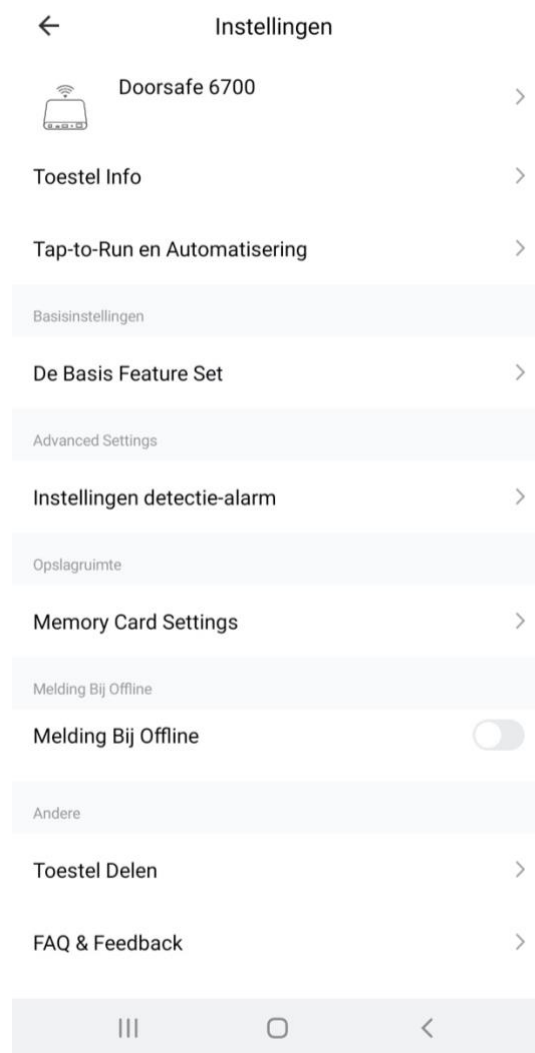 Instellingen
Doorsafe 6700
Toestel Info
Tap-to-Run en Automatisering
Basisinstellingen
De Basis Feature Set
Advanced Settings
Instellingen detectie-alarm
Opslagruimte
Memory Card Settings
Melding Bij Offline
Melding Bij Offline
Andere
Toestel Delen
FAQ & Feedback